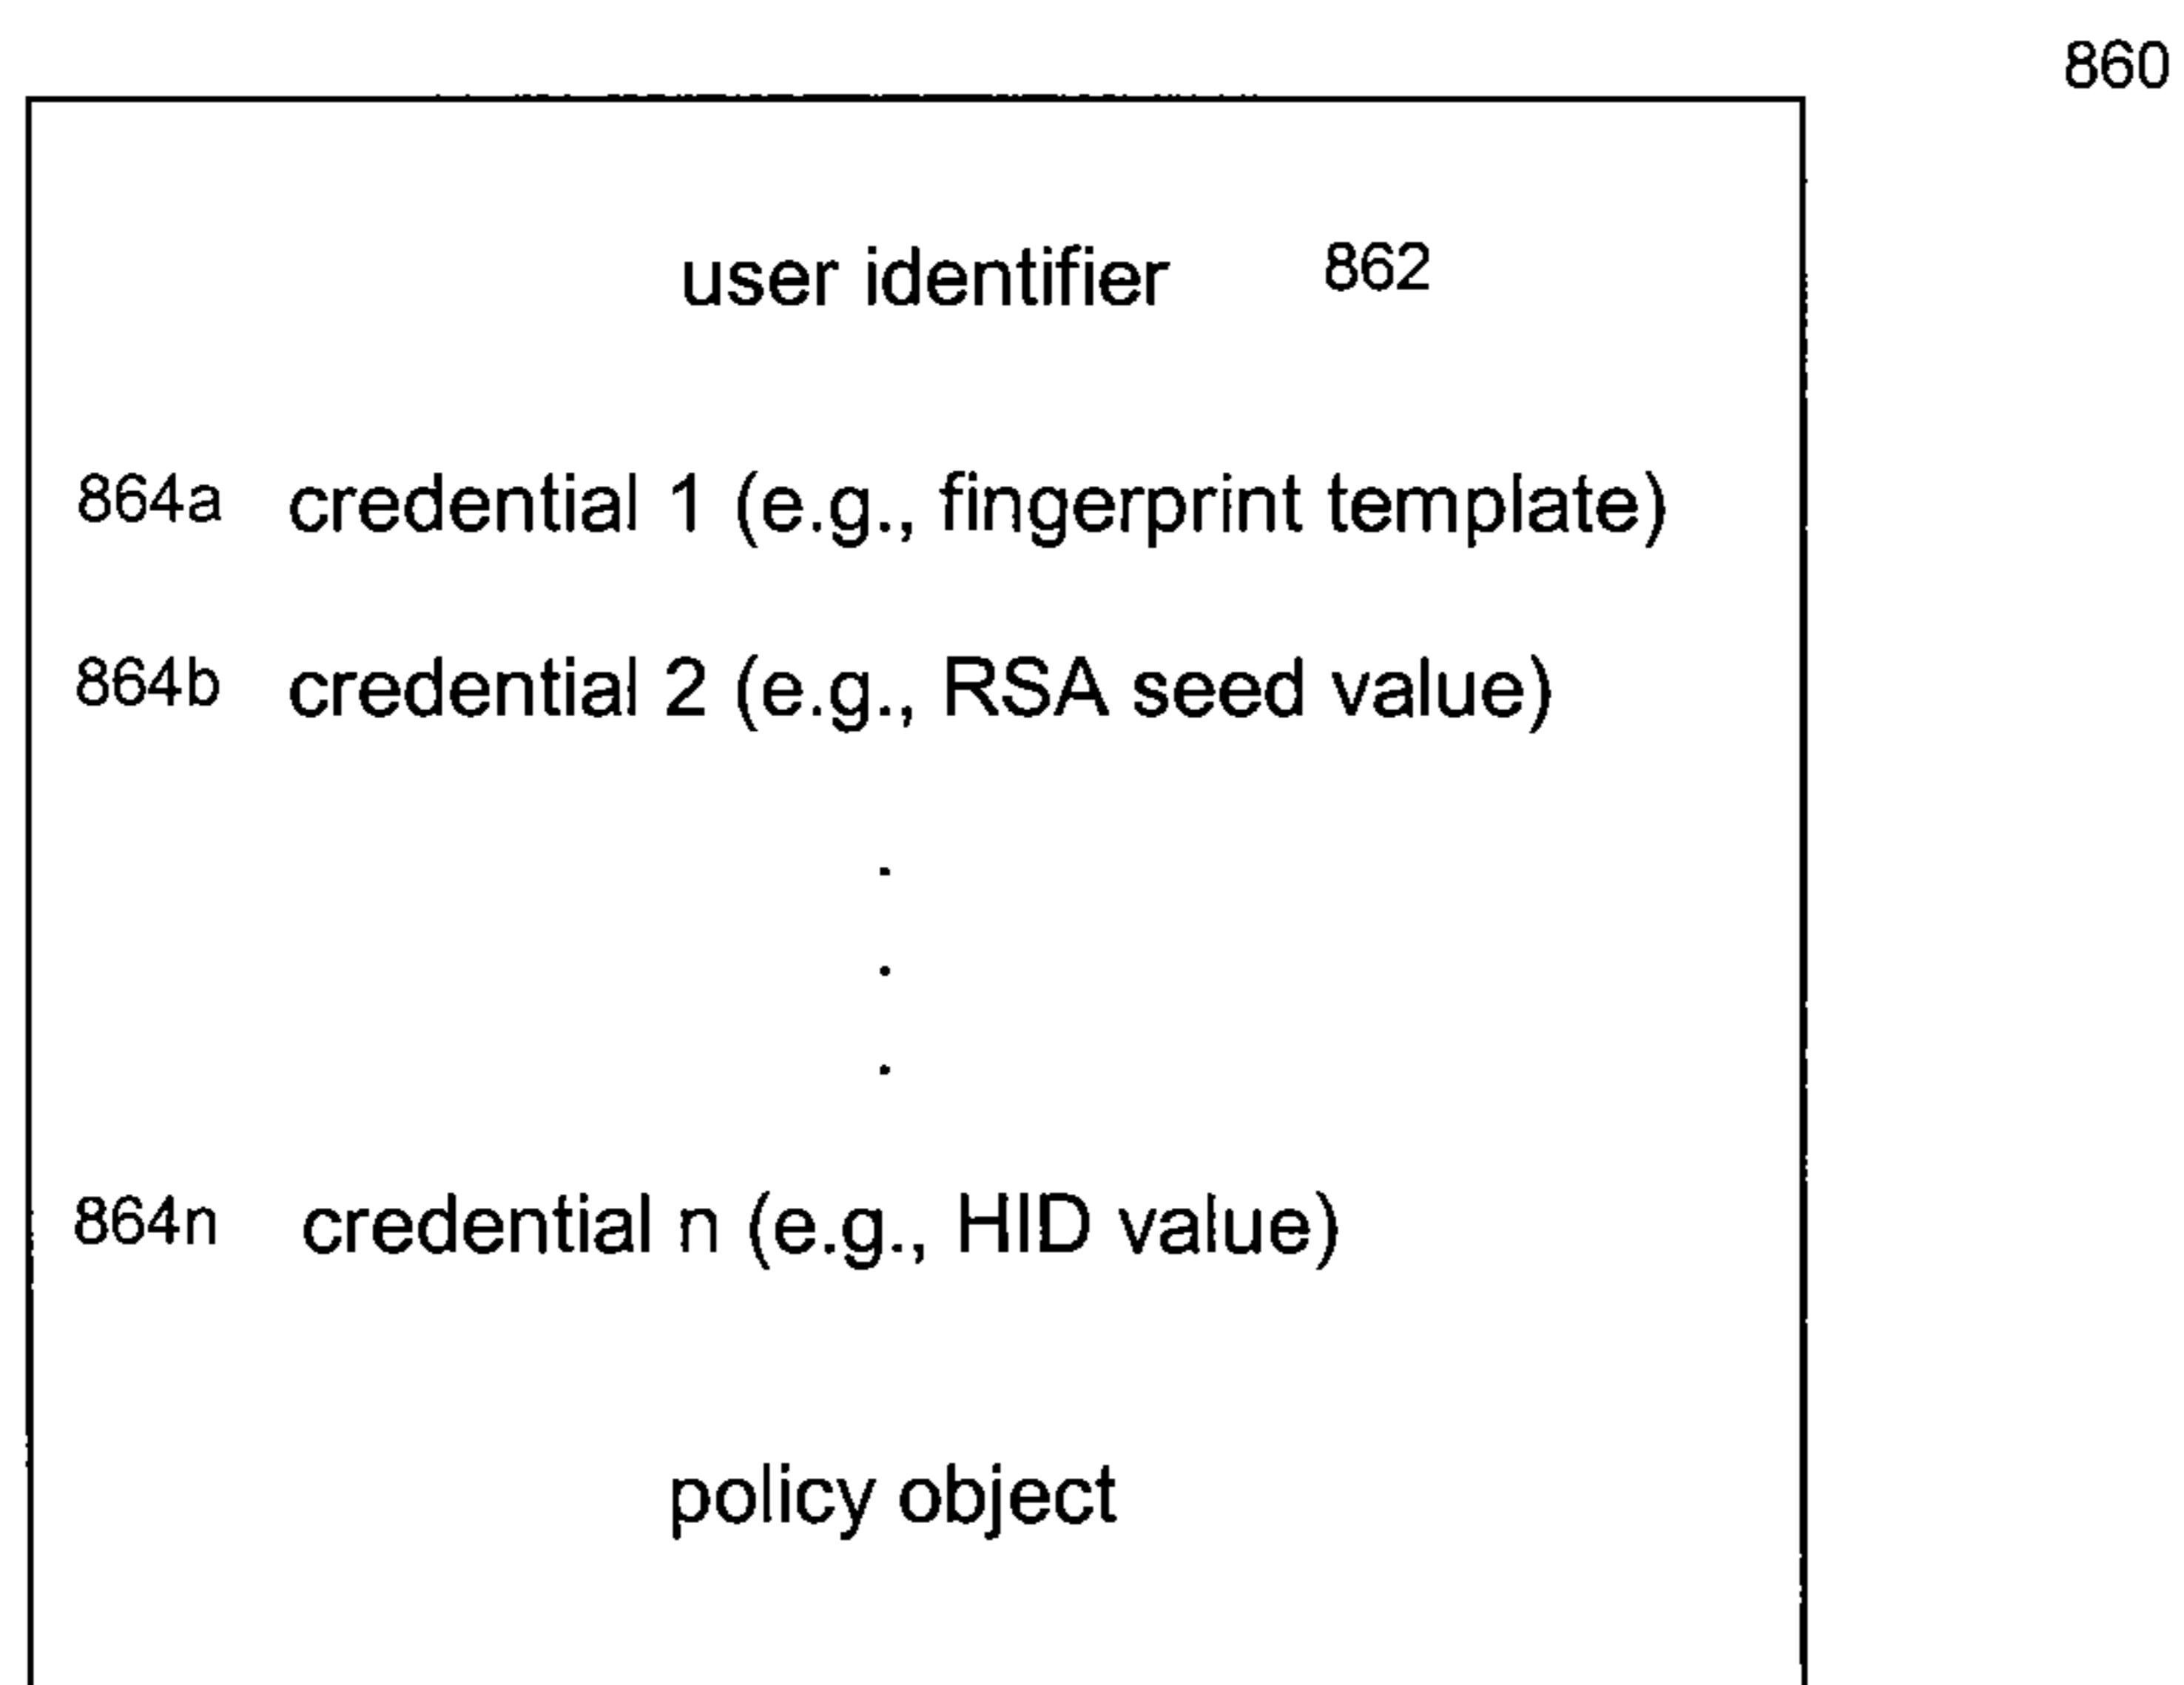 860
user identifier 862
864a credential 1 (e.g., fingerprint template)
864b credential 2 (e.g., RSA seed value)
.
.
.
864n credential n (e.g., HID value)
policy object